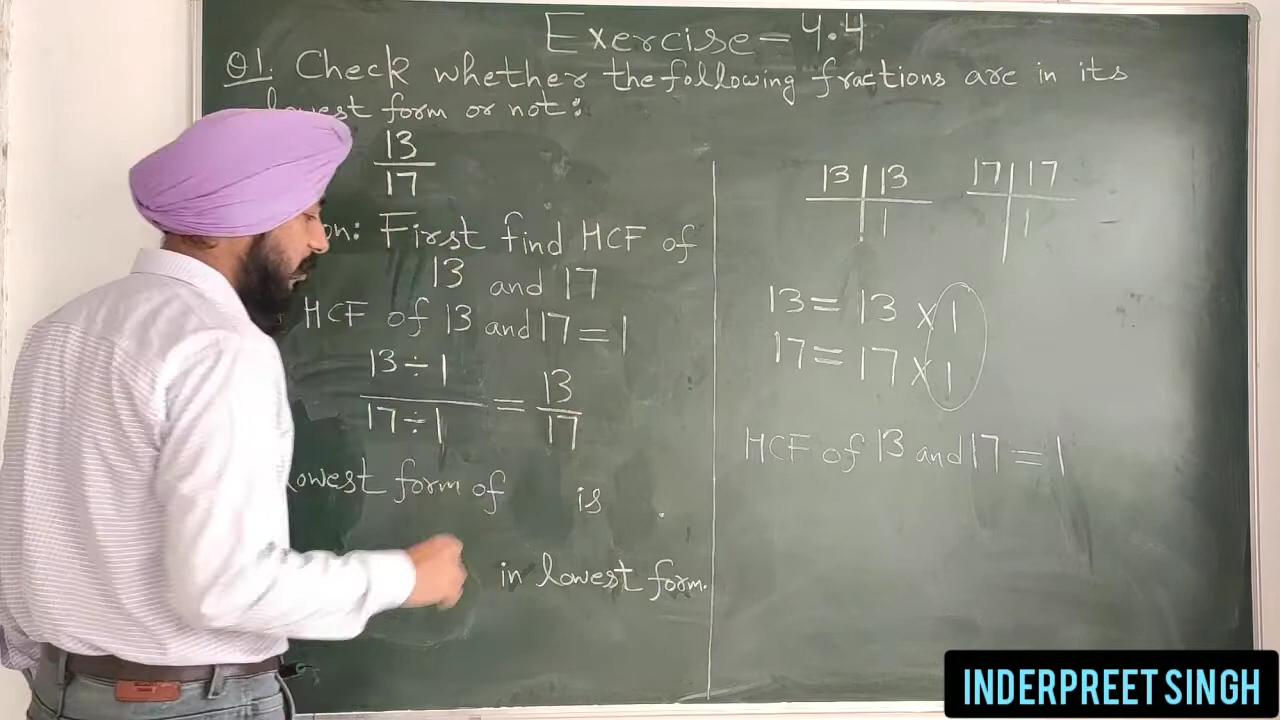 Exercise = 4.4
Q1. Check whether the following fractions are in its
lowest form or not:
13
17
on: First find HCF of
13 and 17
HCF of 13 and 17 = 1
13 ÷ 1
17 ÷ 1
= 13
17
Lowest form of is
in lowest form.
13 | 13
1
17 | 17
1
13 = 13 × 1
17 = 17 × 1
HCF of 13 and 17 = 1
INDERPREET SINGH